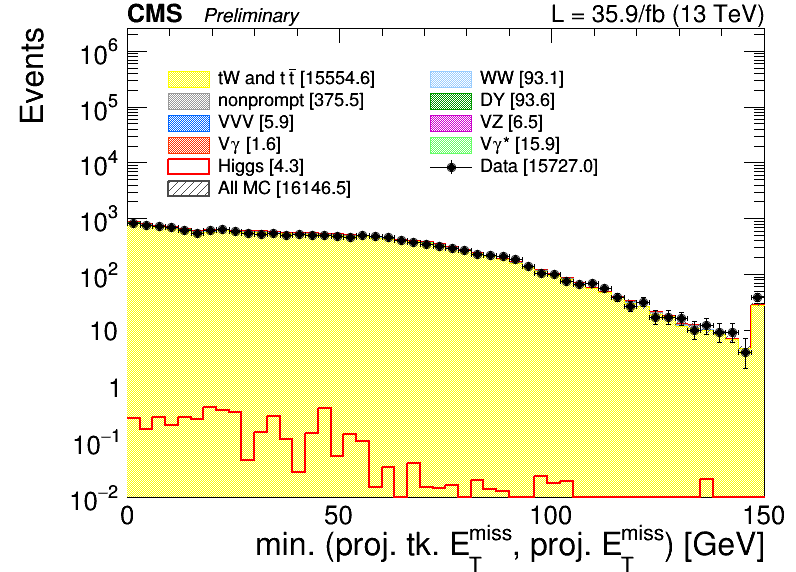 CMS Preliminary L = 35.9/fb (13 TeV)
Events
10^6
10^5
10^4
10^3
10^2
10
1
10^−1
10^−2
tW and tt̄ [15554.6]
nonprompt [375.5]
VVV [5.9]
Vγ [1.6]
Higgs [4.3]
All MC [16146.5]
WW [93.1]
DY [93.6]
VZ [6.5]
Vγ* [15.9]
Data [15727.0]
0 50 100 150
min. (proj. tk. E_T^miss, proj. E_T^miss) [GeV]